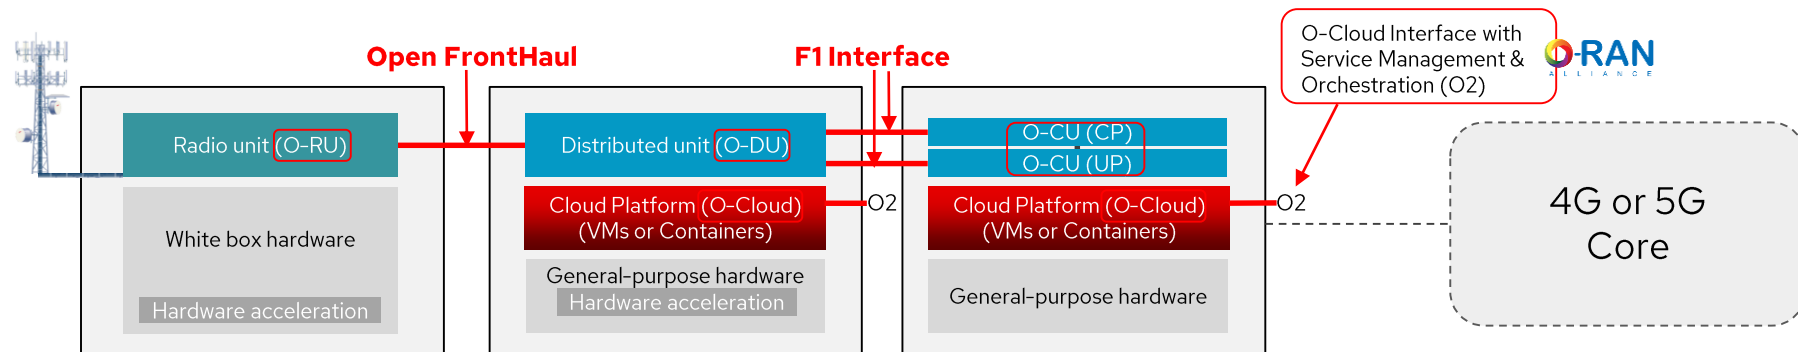 Open FrontHaul
F1 Interface
O-Cloud Interface with
Service Management &
Orchestration (O2)
O-RAN
ALLIANCE
Radio unit (O-RU)
White box hardware
Hardware acceleration
Distributed unit (O-DU)
Cloud Platform (O-Cloud)
(VMs or Containers)
O2
General-purpose hardware
Hardware acceleration
O-CU (CP)
O-CU (UP)
Cloud Platform (O-Cloud)
(VMs or Containers)
O2
General-purpose hardware
4G or 5G
Core